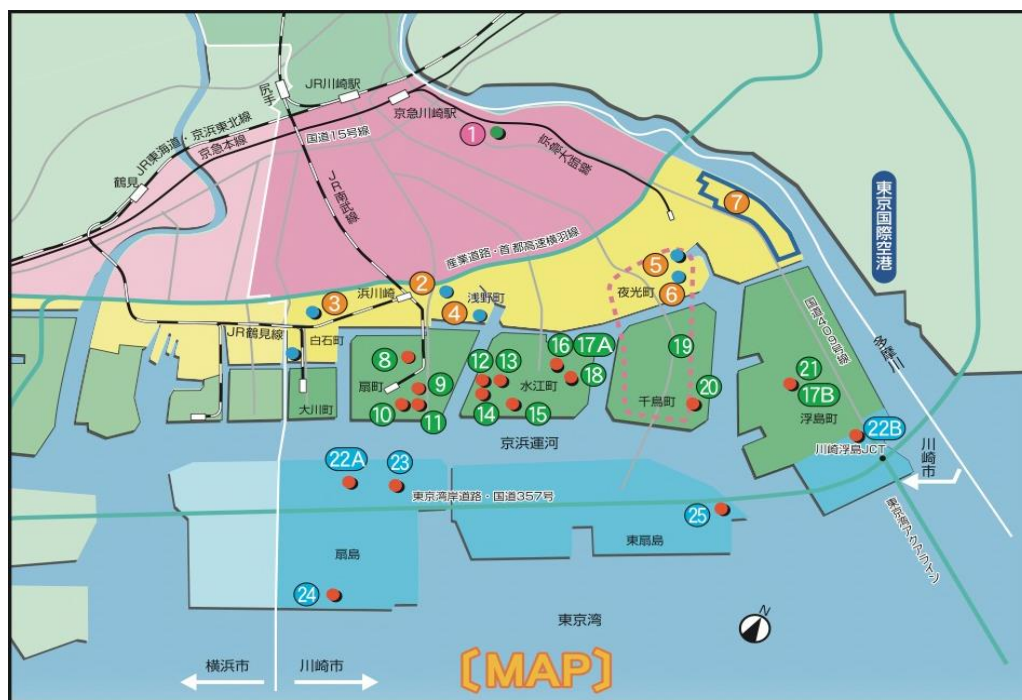 JR川崎駅
尻手
京急川崎駅
JR東海道・京浜東北線
京急本線
国道15号線
①
京急大師線
鶴見
JR南武線
⑦
東京国際空港
産業道路・首都高速横羽線
⑤
②
浜川崎
夜光町
⑥
③
④
浅野町
国道409号線
多摩川
JR鶴見線
白石町
⑧
⑯
17A
⑲
扇町
⑨
⑫
⑬
水江町
⑱
㉑
17B
大川町
⑩
⑪
⑭
⑮
千鳥町
⑳
浮島町
京浜運河
22B
川崎浮島JCT
川崎市
22A
㉓
東京湾岸道路・国道357号
㉕
東京湾アクアライン
扇島
東扇島
㉔
東京湾
N
横浜市
川崎市
〔MAP〕